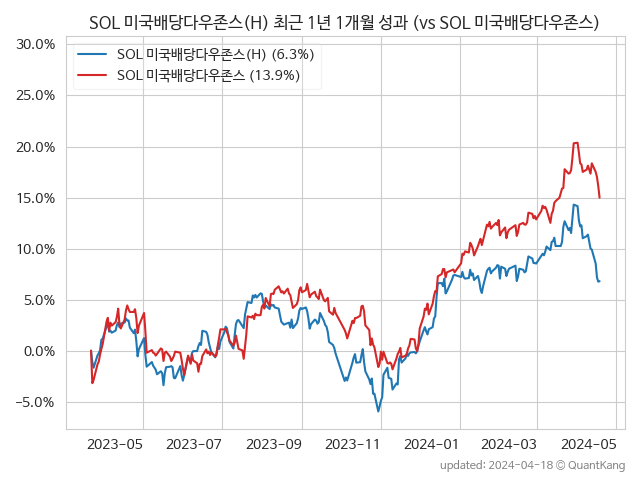 SOL 미국배당다우존스(H) 최근 1년 1개월 성과 (vs SOL 미국배당다우존스)
30.0%
25.0%
20.0%
15.0%
10.0%
5.0%
0.0%
−5.0%
SOL 미국배당다우존스(H) (6.3%)
SOL 미국배당다우존스 (13.9%)
2023-05 2023-07 2023-09 2023-11 2024-01 2024-03 2024-05
updated: 2024-04-18 © QuantKang